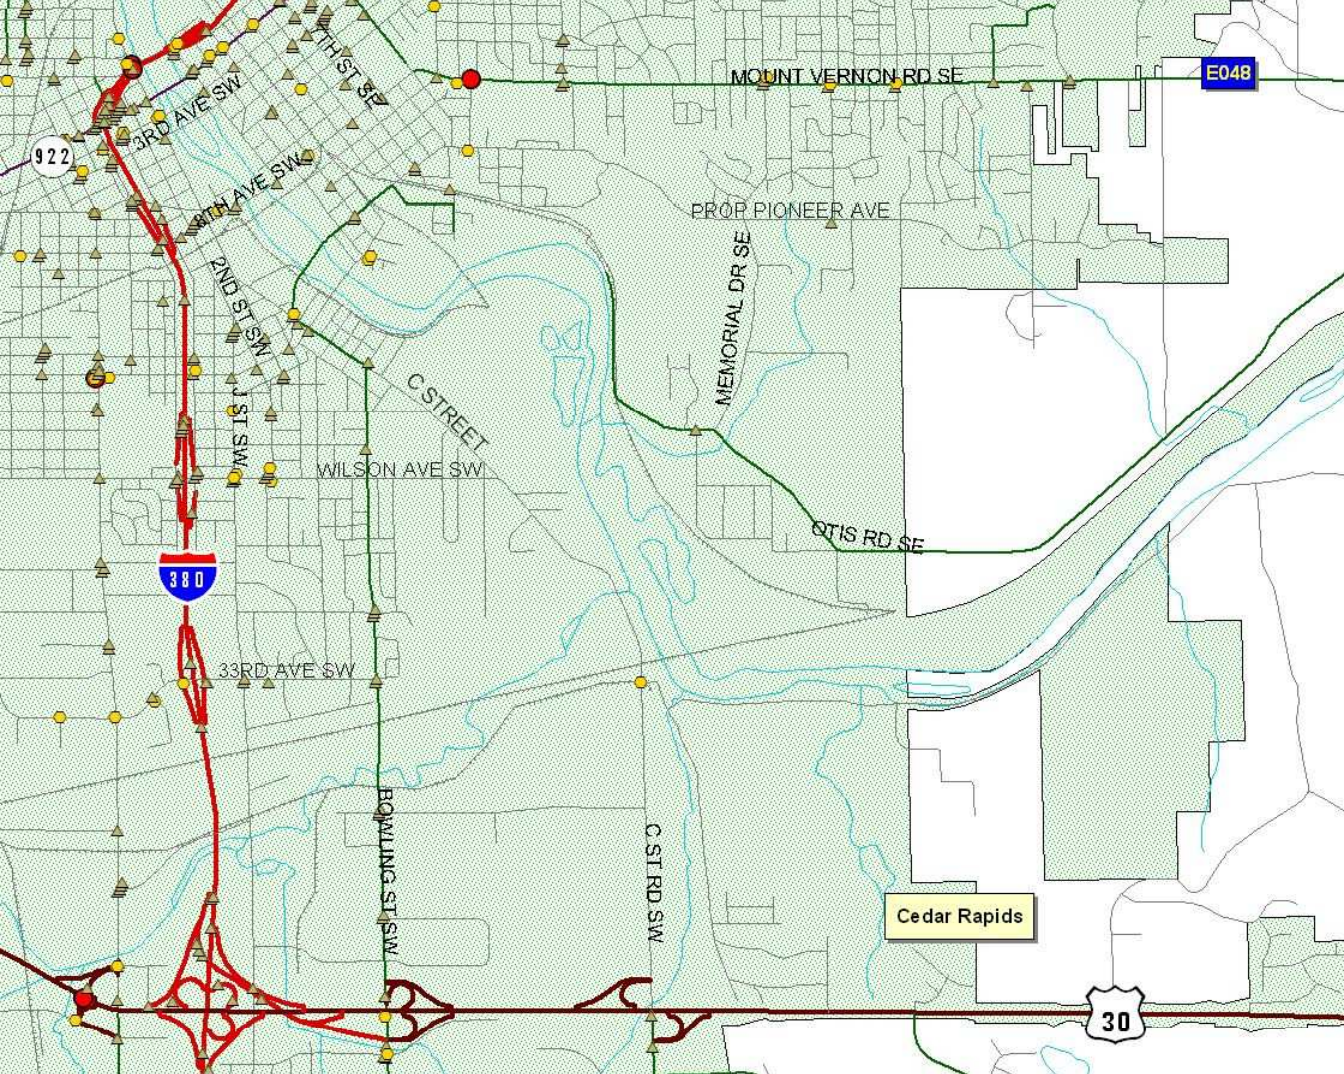 7TH ST SE
MOUNT VERNON RD SE
E048
3RD AVE SW
922
8TH AVE SW
PROP PIONEER AVE
MEMORIAL DR SE
2ND ST SW
J ST SW
C STREET
WILSON AVE SW
OTIS RD SE
380
33RD AVE SW
BOWLING ST SW
C ST RD SW
Cedar Rapids
30